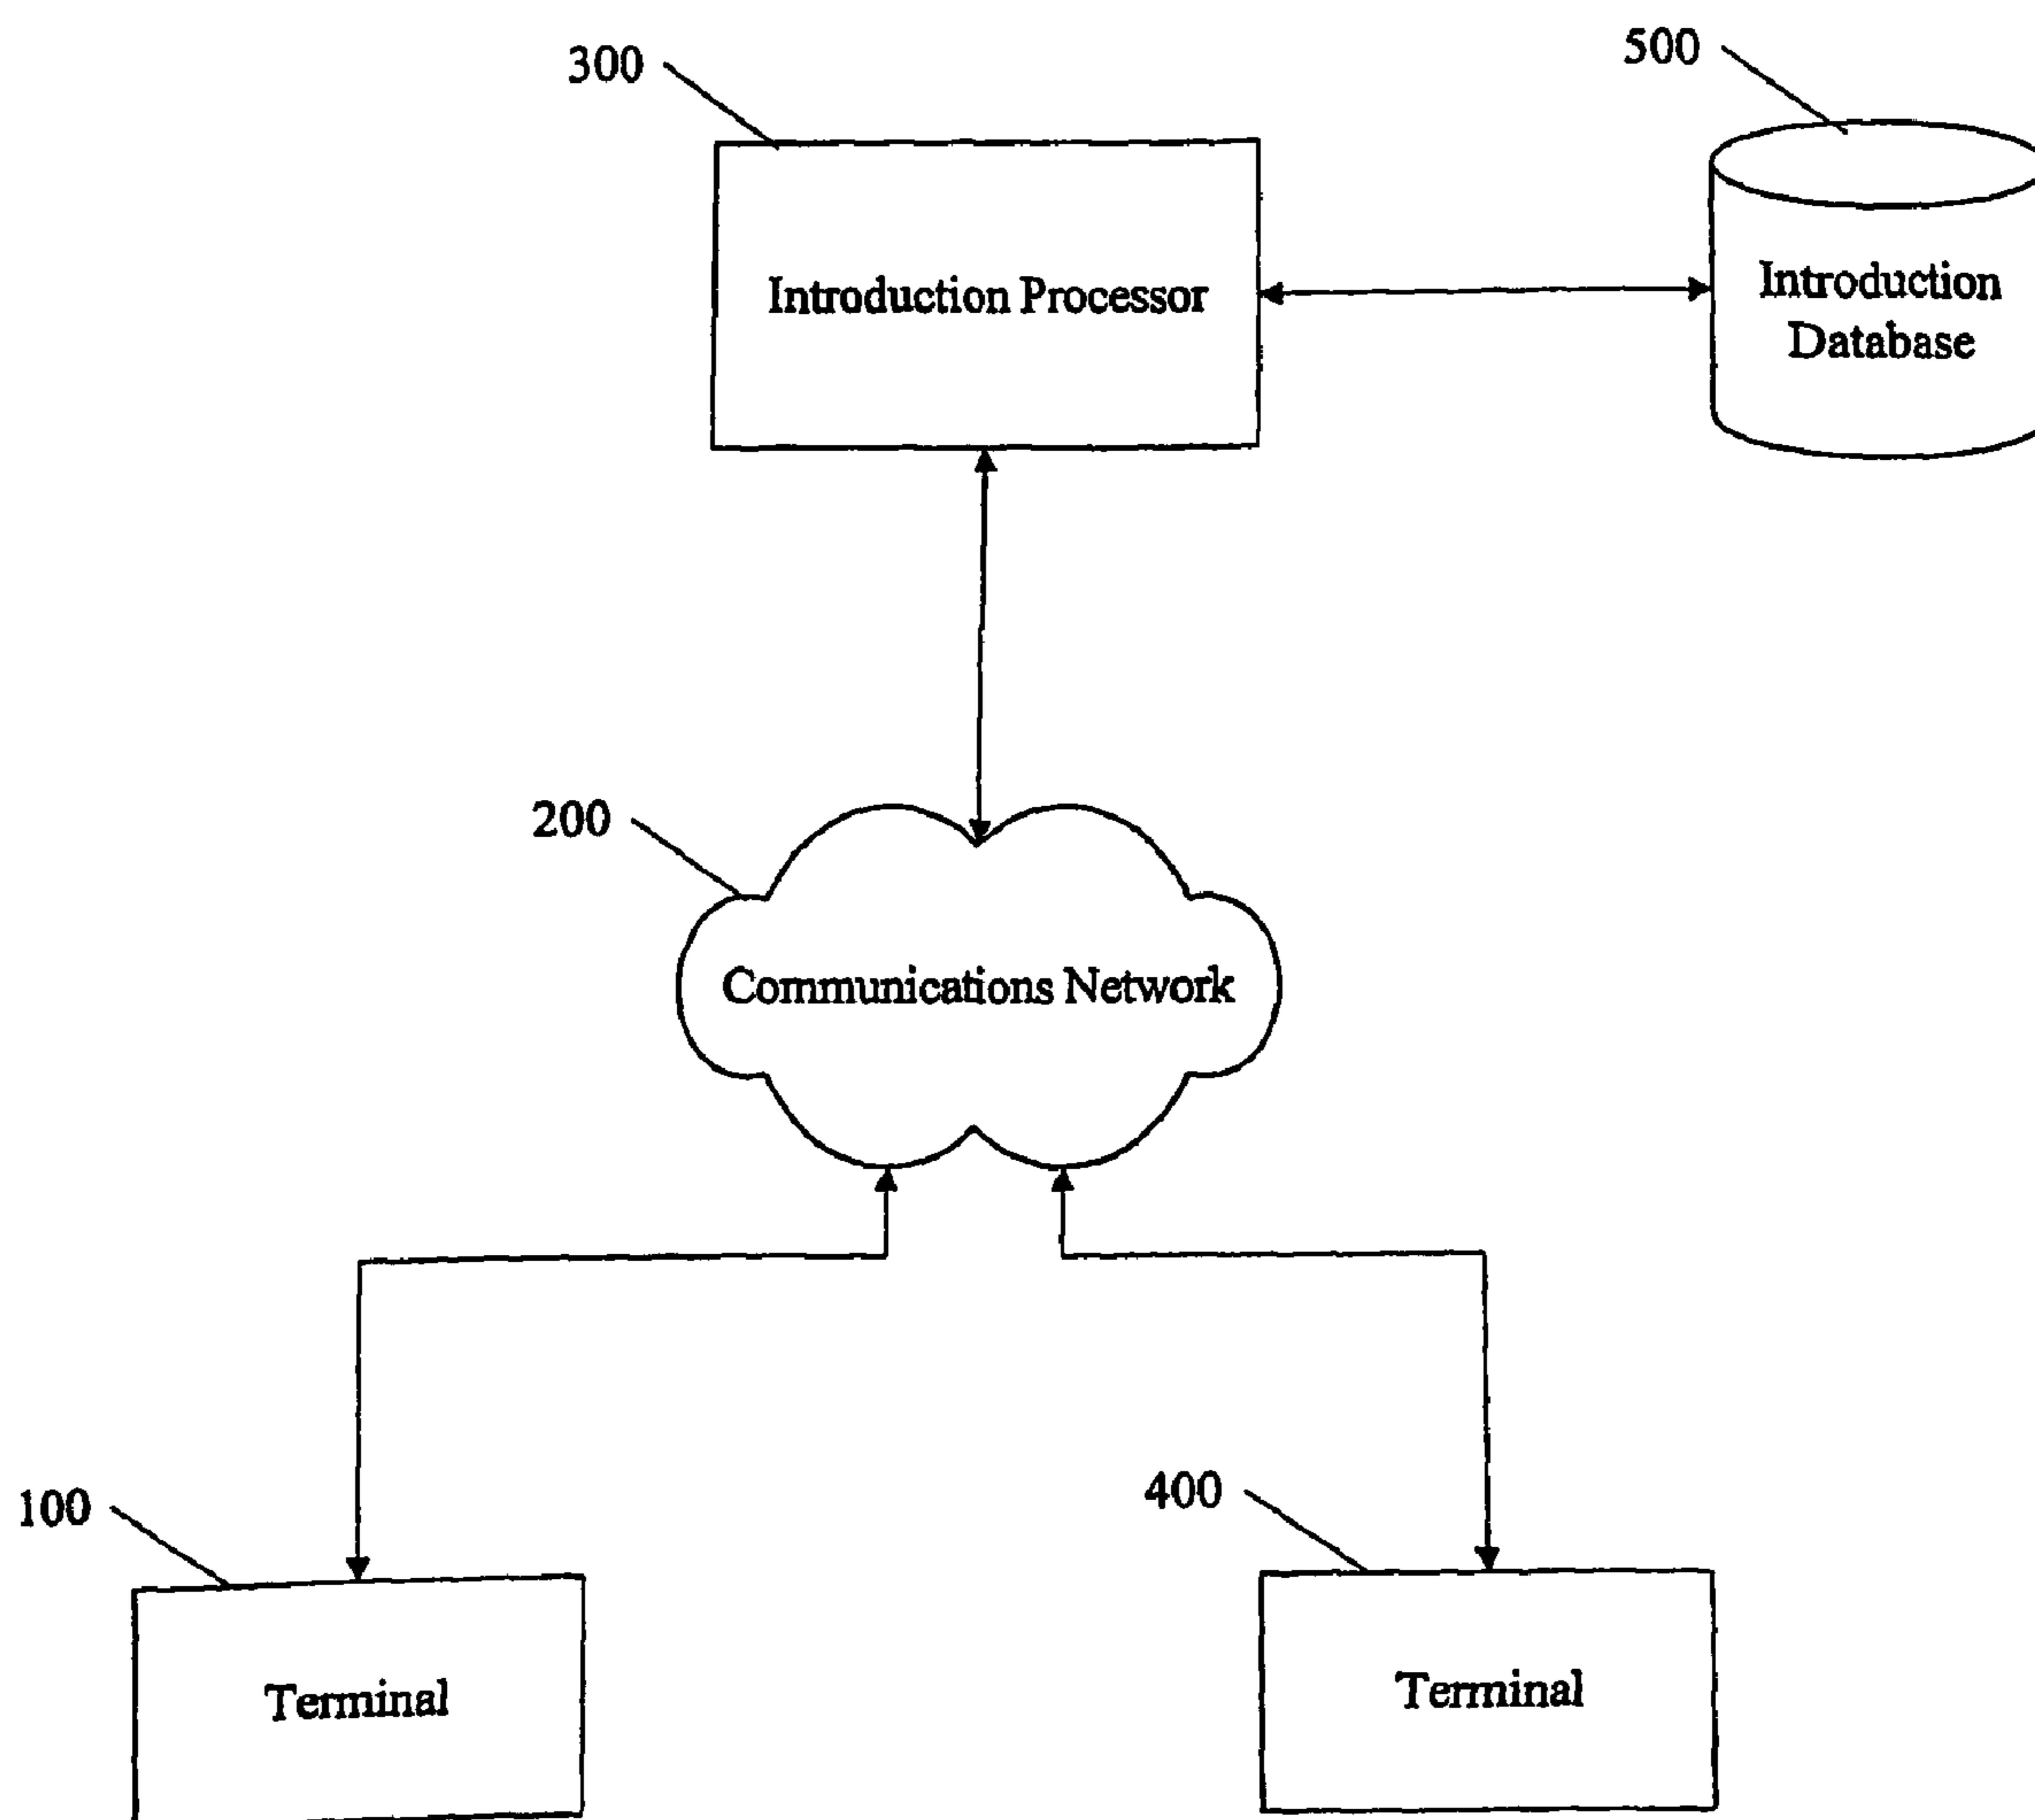 300
500
Introduction Processor
Introduction
Database
200
Communications Network
100
400
Terminal
Terminal